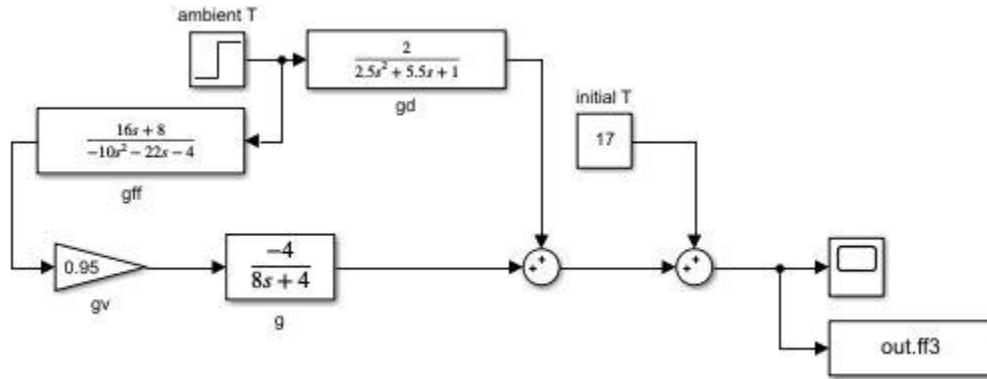 ambient T
2
2.5s² + 5.5s + 1
gd
initial T
17
16s + 8
−10s² − 22s − 4
gff
0.95
gv
−4
8s + 4
g
+
+
+
+
out.ff3